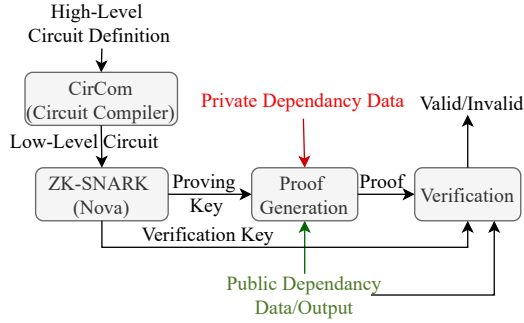 High-Level
Circuit Definition
CirCom
(Circuit Compiler)
Low-Level Circuit
Private Dependancy Data
Valid/Invalid
ZK-SNARK
(Nova)
Proving
Key
Proof
Generation
Proof
Verification
Verification Key
Public Dependancy
Data/Output